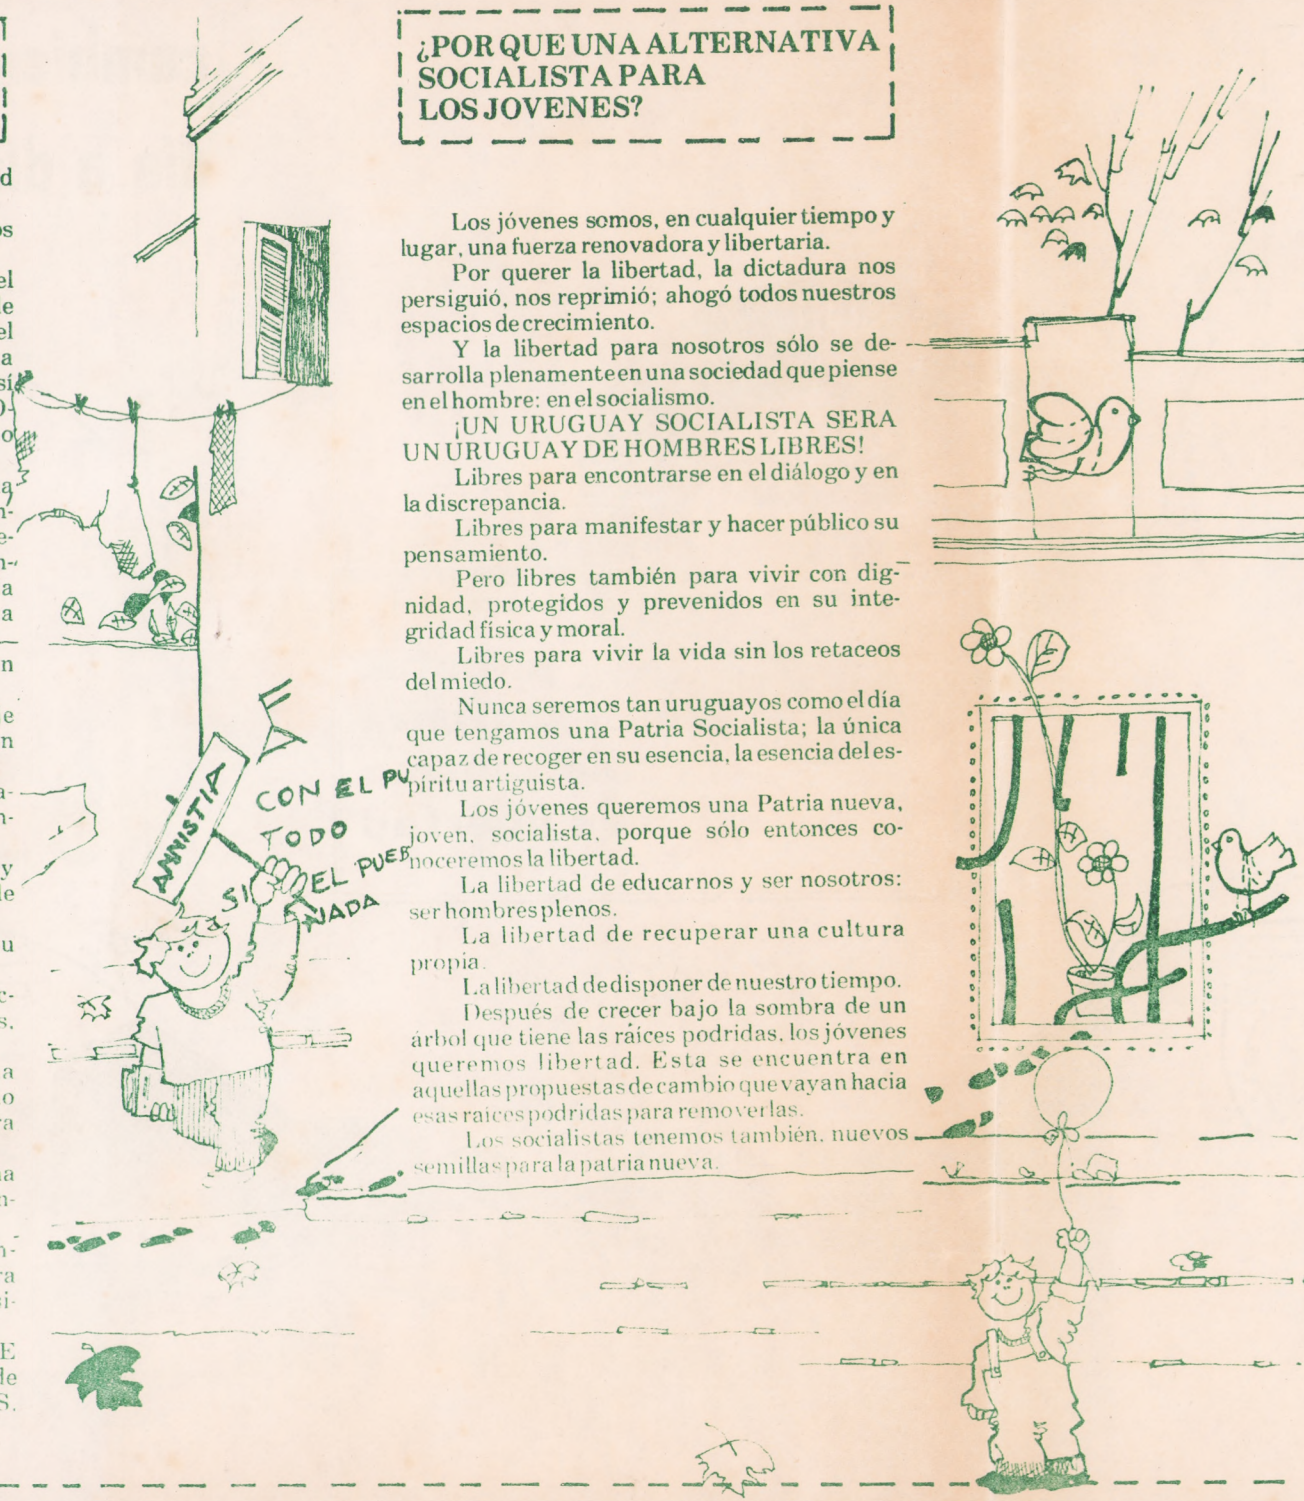 ¿POR QUE UNA ALTERNATIVA
SOCIALISTA PARA
LOS JOVENES?
Los jóvenes somos, en cualquier tiempo y
lugar, una fuerza renovadora y libertaria.
Por querer la libertad, la dictadura nos
persiguió, nos reprimió; ahogó todos nuestros
espacios de crecimiento.
Y la libertad para nosotros sólo se de-
sarrolla plenamente en una sociedad que piense
en el hombre: en el socialismo.
¡UN URUGUAY SOCIALISTA SERA
UN URUGUAY DE HOMBRES LIBRES!
Libres para encontrarse en el diálogo y en
la discrepancia.
Libres para manifestar y hacer público su
pensamiento.
Pero libres también para vivir con dig-
nidad, protegidos y prevenidos en su inte-
gridad física y moral.
Libres para vivir la vida sin los retaceos
del miedo.
Nunca seremos tan uruguayos como el día
que tengamos una Patria Socialista; la única
capaz de recoger en su esencia, la esencia del es-
píritu artiguista.
Los jóvenes queremos una Patria nueva,
joven, socialista, porque sólo entonces co-
noceremos la libertad.
La libertad de educarnos y ser nosotros:
ser hombres plenos.
La libertad de recuperar una cultura
propia.
La libertad de disponer de nuestro tiempo.
Después de crecer bajo la sombra de un
árbol que tiene las ráíces podridas, los jóvenes
queremos libertad. Esta se encuentra en
aquellas propuestas de cambio que vayan hacia
esas raíces podridas para removerlas.
Los socialistas tenemos también, nuevos
semillas para la patria nueva.
AMNISTIA
CON EL PU
TODO
SI EL PUEB
NADA